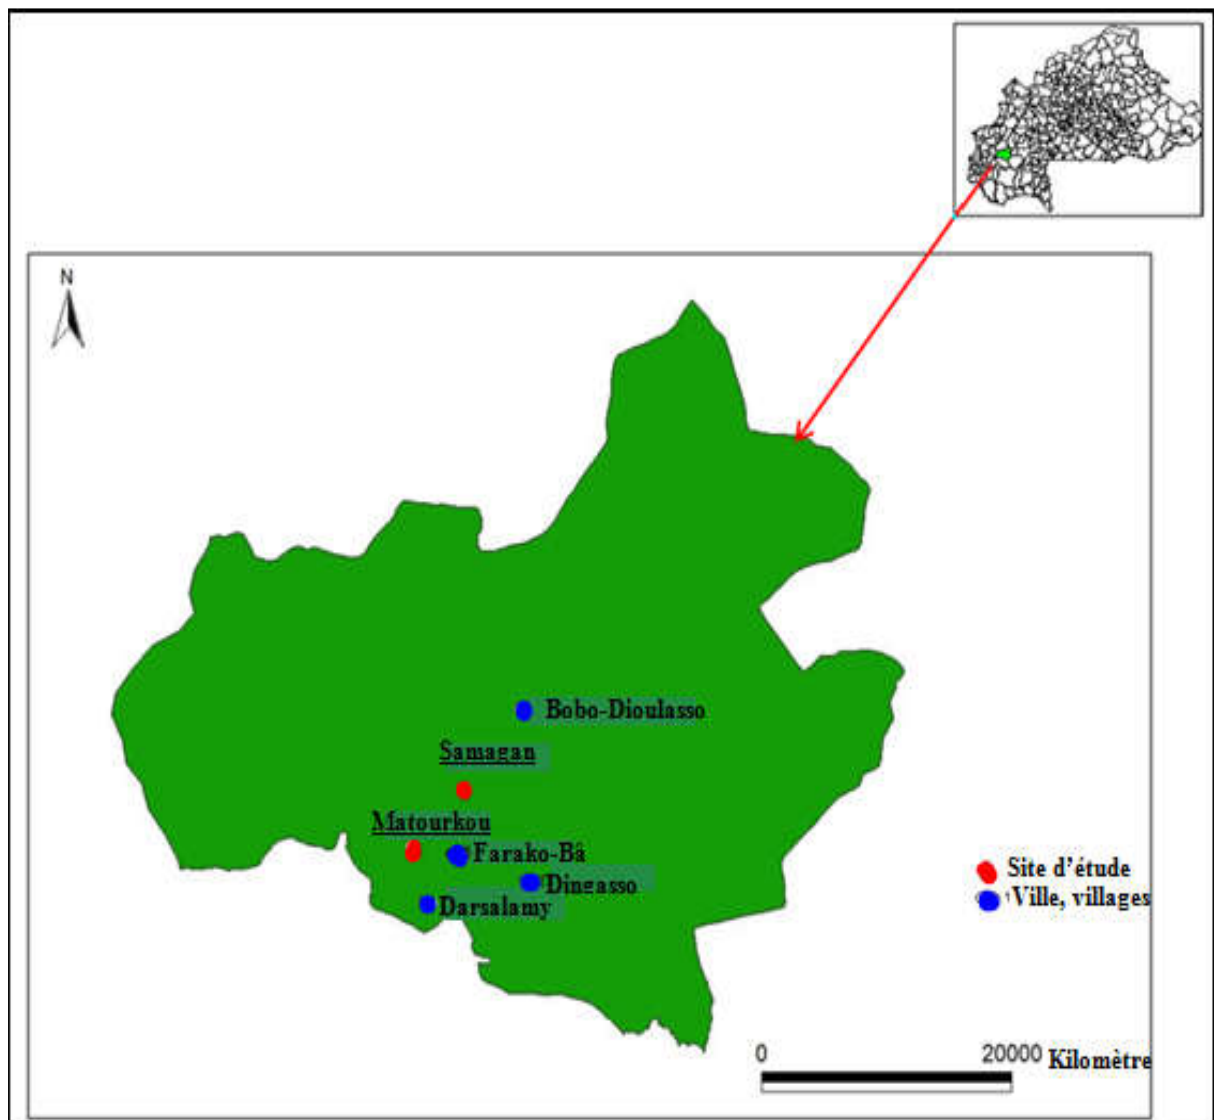 N
Bobo-Dioulasso
Samagan
Matourkou
Farako-Bâ
Dingasso
Darsalamy
Site d'étude
Ville, villages
0 20000 Kilomètre